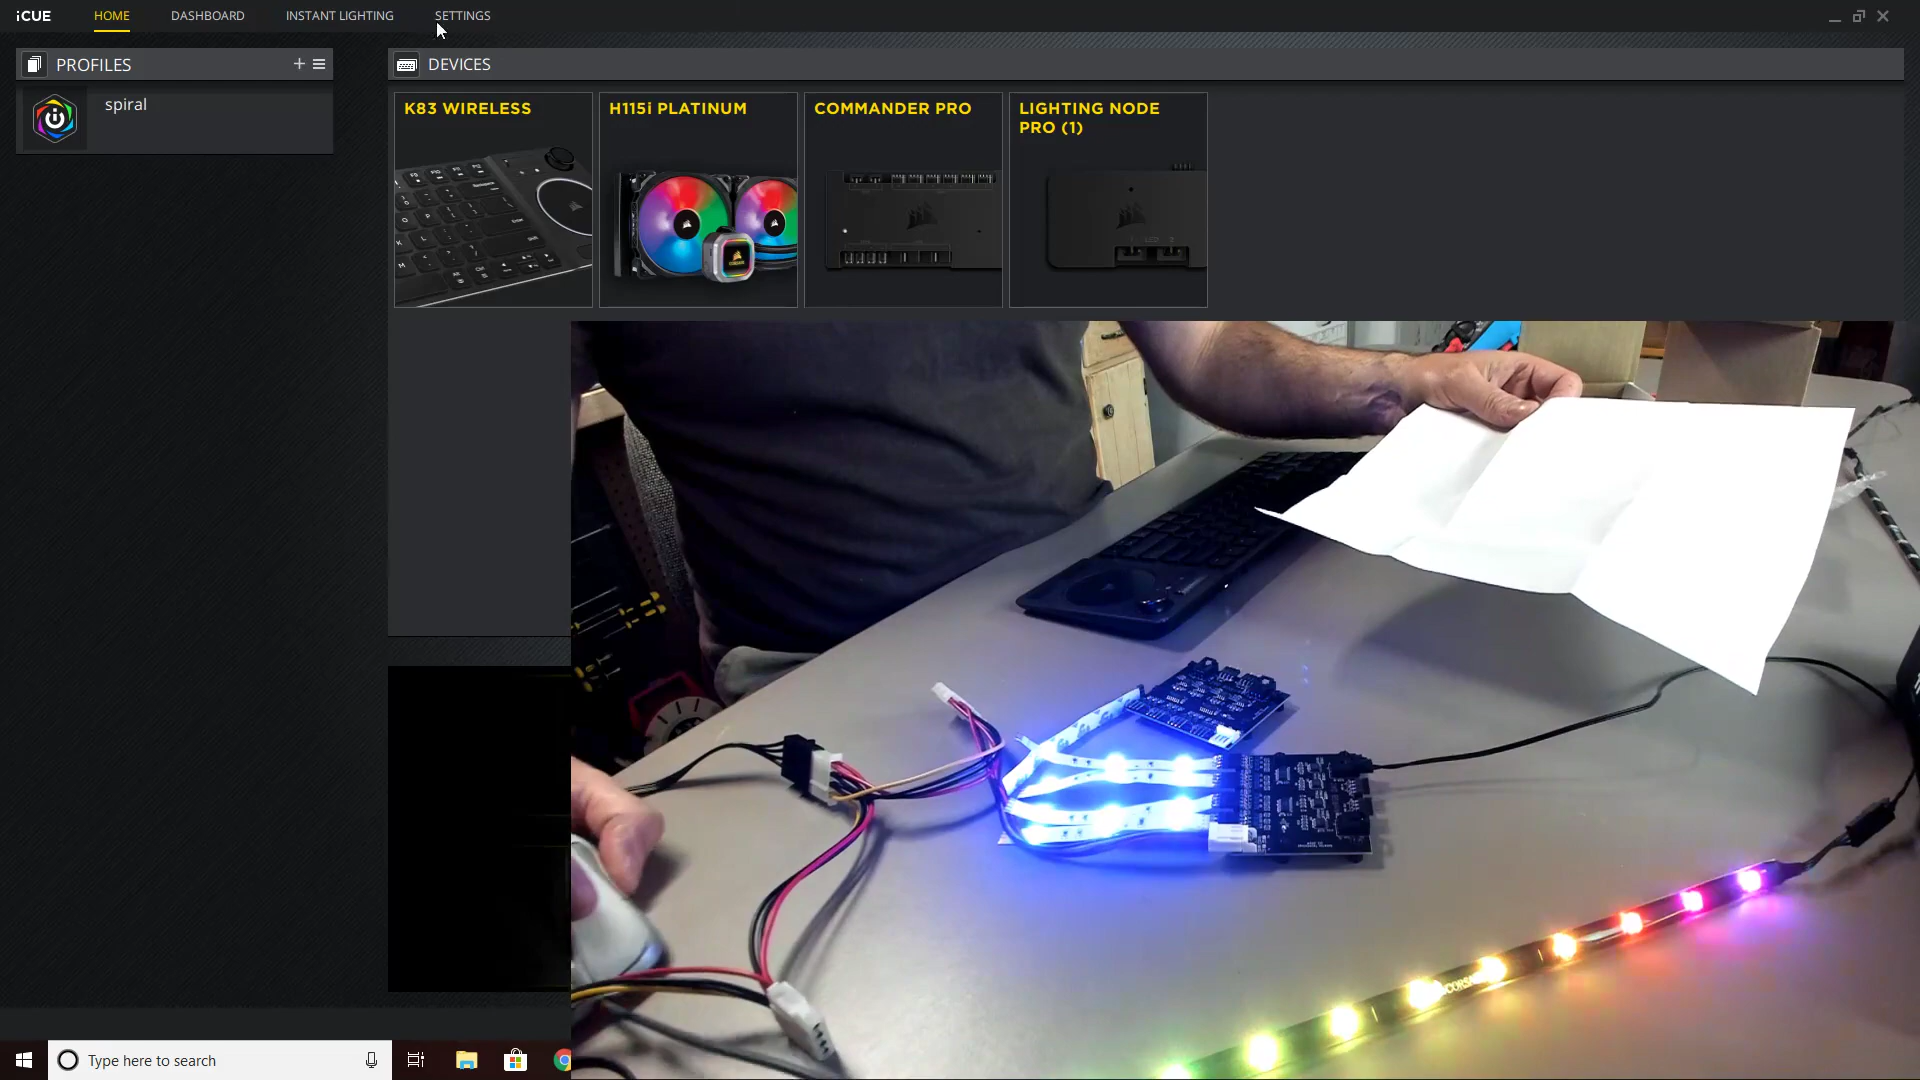 iCUE
HOME
DASHBOARD
INSTANT LIGHTING
SETTINGS
PROFILES
spiral
DEVICES
K83 WIRELESS
H115i PLATINUM
COMMANDER PRO
LIGHTING NODE
PRO (1)
Type here to search